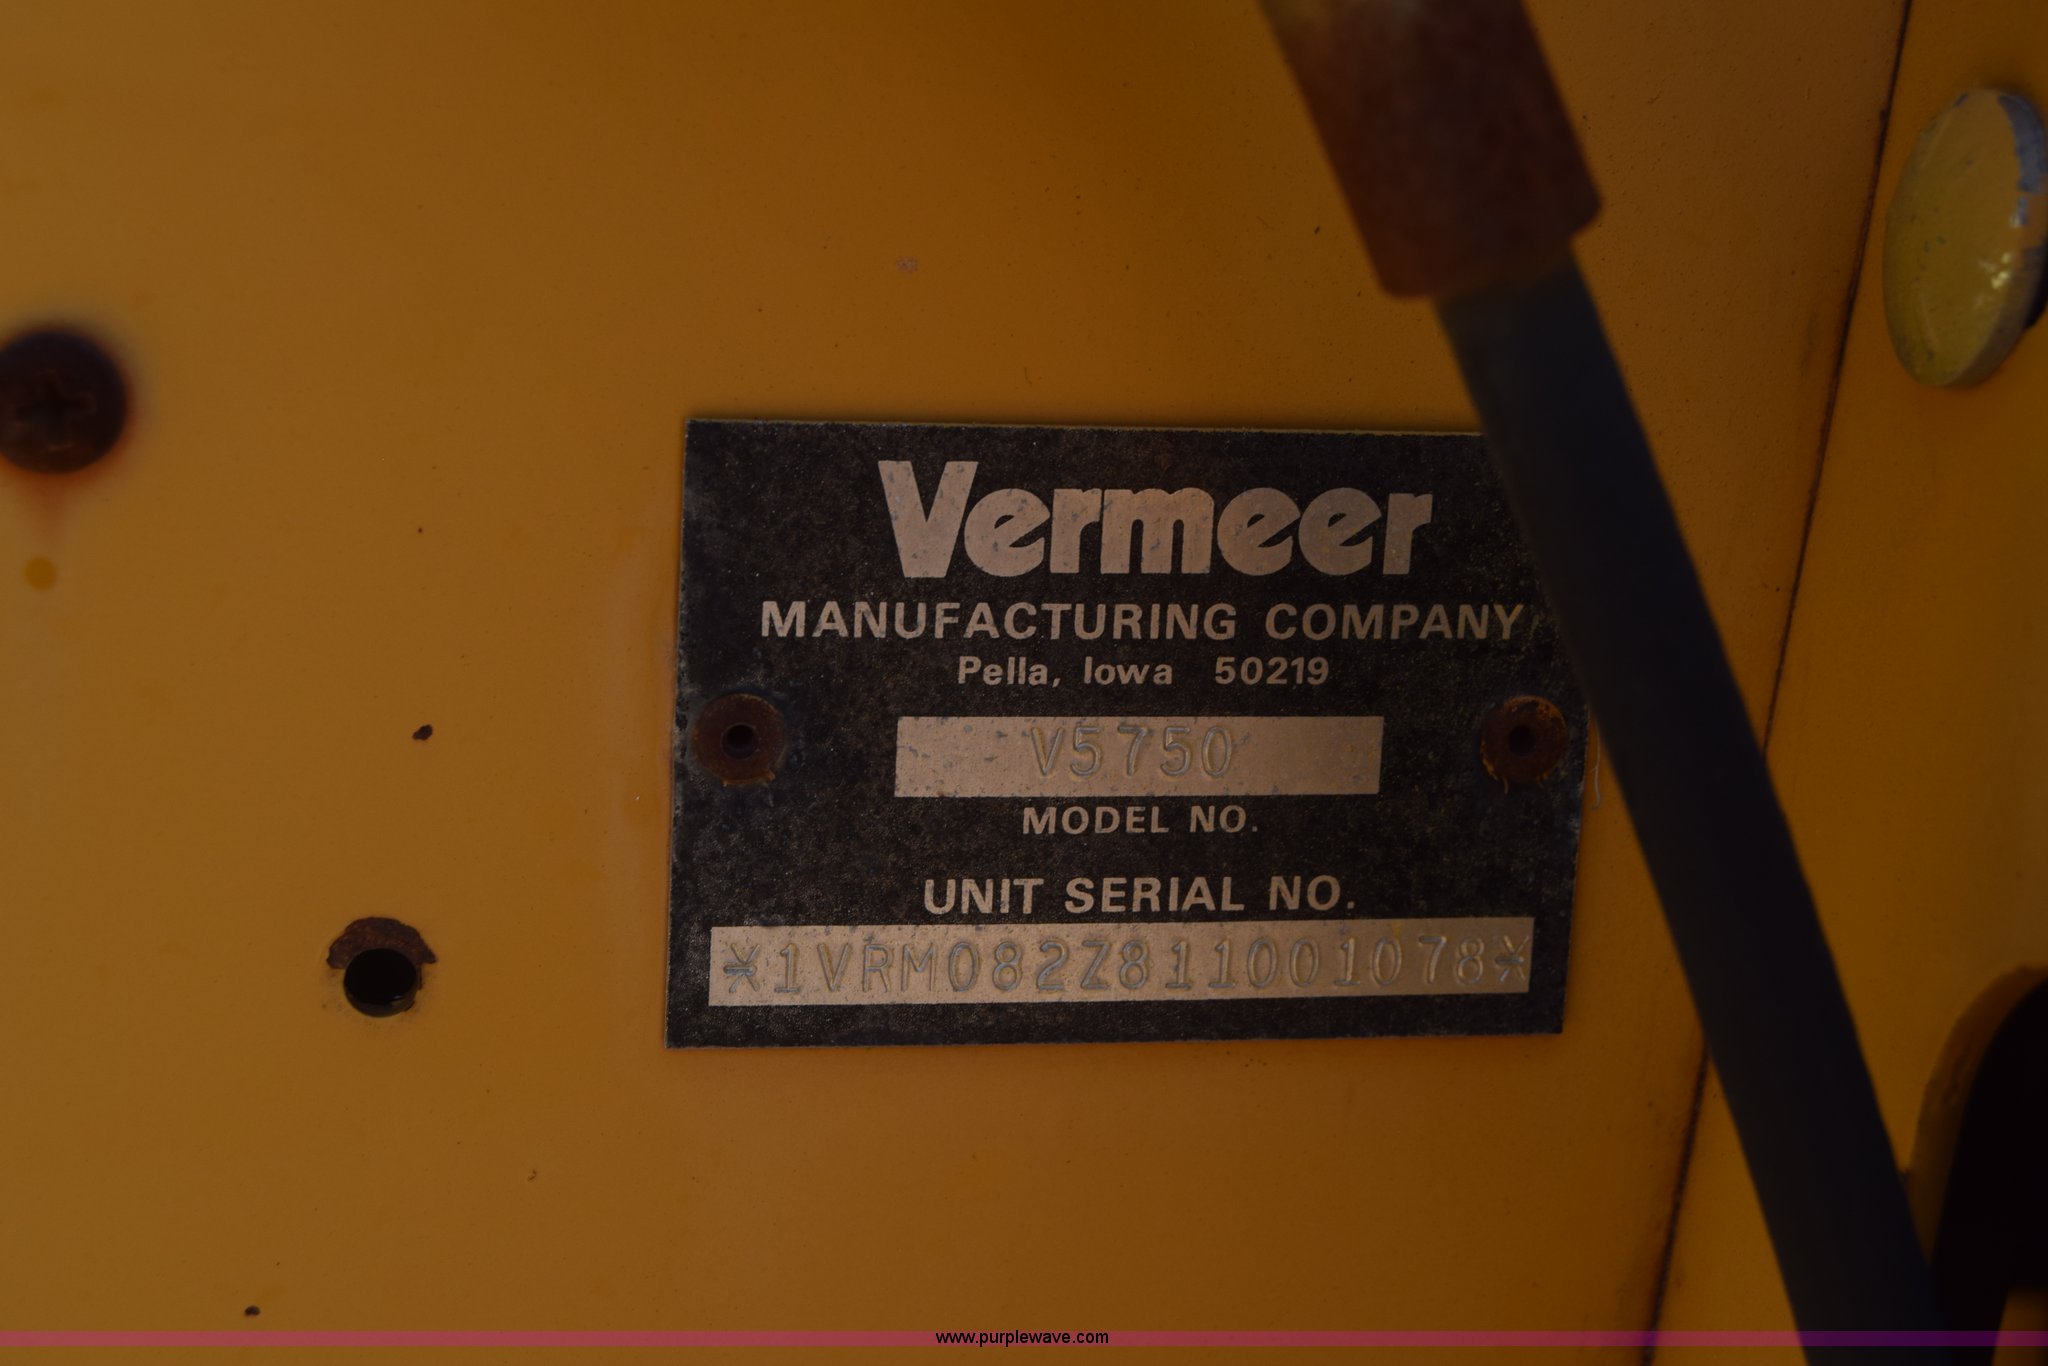 Vermeer
MANUFACTURING COMPANY
Pella, Iowa 50219
V5750
MODEL NO.
UNIT SERIAL NO.
*1VRM082Z811001078*
www.purplewave.com